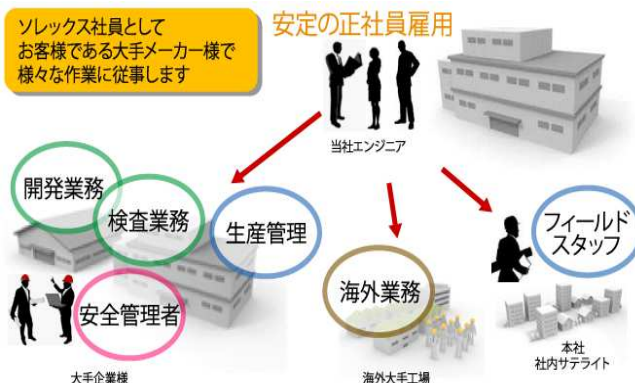 ソレックス社員として
お客様である大手メーカー様で
様々な作業に従事します
安定の正社員雇用
当社エンジニア
開発業務
検査業務
生産管理
安全管理者
大手企業様
海外業務
海外大手工場
フィールド
スタッフ
本社
社内サテライト